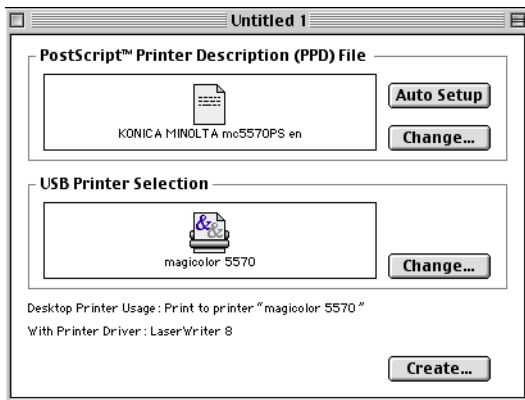 Untitled 1
PostScript™ Printer Description (PPD) File
Auto Setup
KONICA MINOLTA mc5570PS en
Change...
USB Printer Selection
magicolor 5570
Change...
Desktop Printer Usage: Print to printer “magicolor 5570”
With Printer Driver: LaserWriter 8
Create...